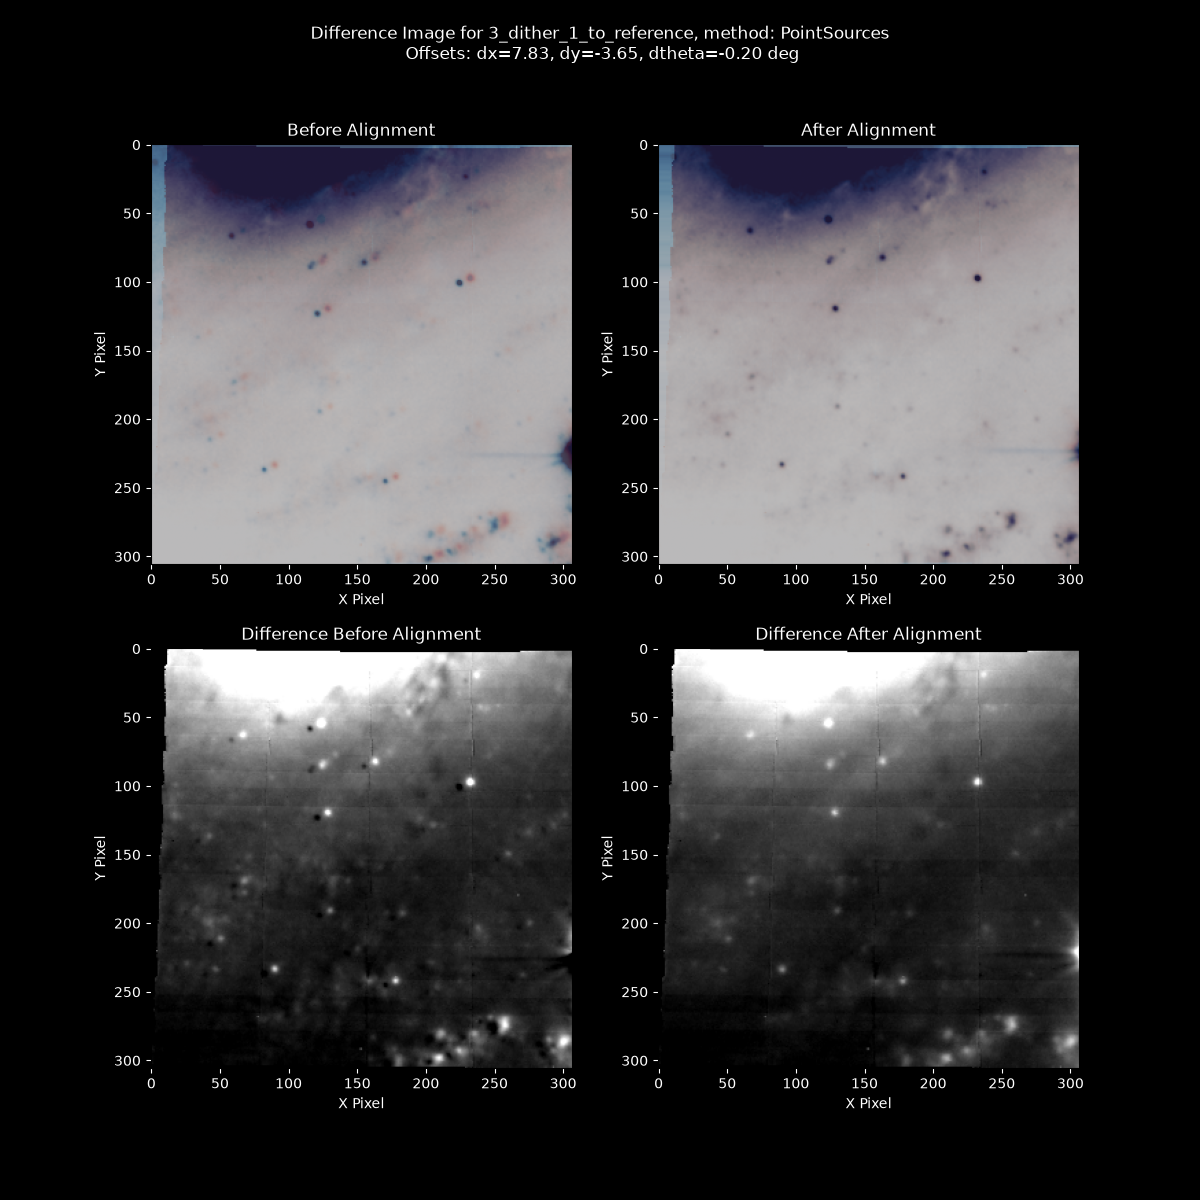 Difference Image for 3_dither_1_to_reference, method: PointSources
Offsets: dx=7.83, dy=-3.65, dtheta=-0.20 deg
Before Alignment
0
50
100
150
200
250
300
Y Pixel
0 50 100 150 200 250 300
X Pixel
After Alignment
0
50
100
150
200
250
300
Y Pixel
0 50 100 150 200 250 300
X Pixel
Difference Before Alignment
0
50
100
150
200
250
300
Y Pixel
0 50 100 150 200 250 300
X Pixel
Difference After Alignment
0
50
100
150
200
250
300
Y Pixel
0 50 100 150 200 250 300
X Pixel